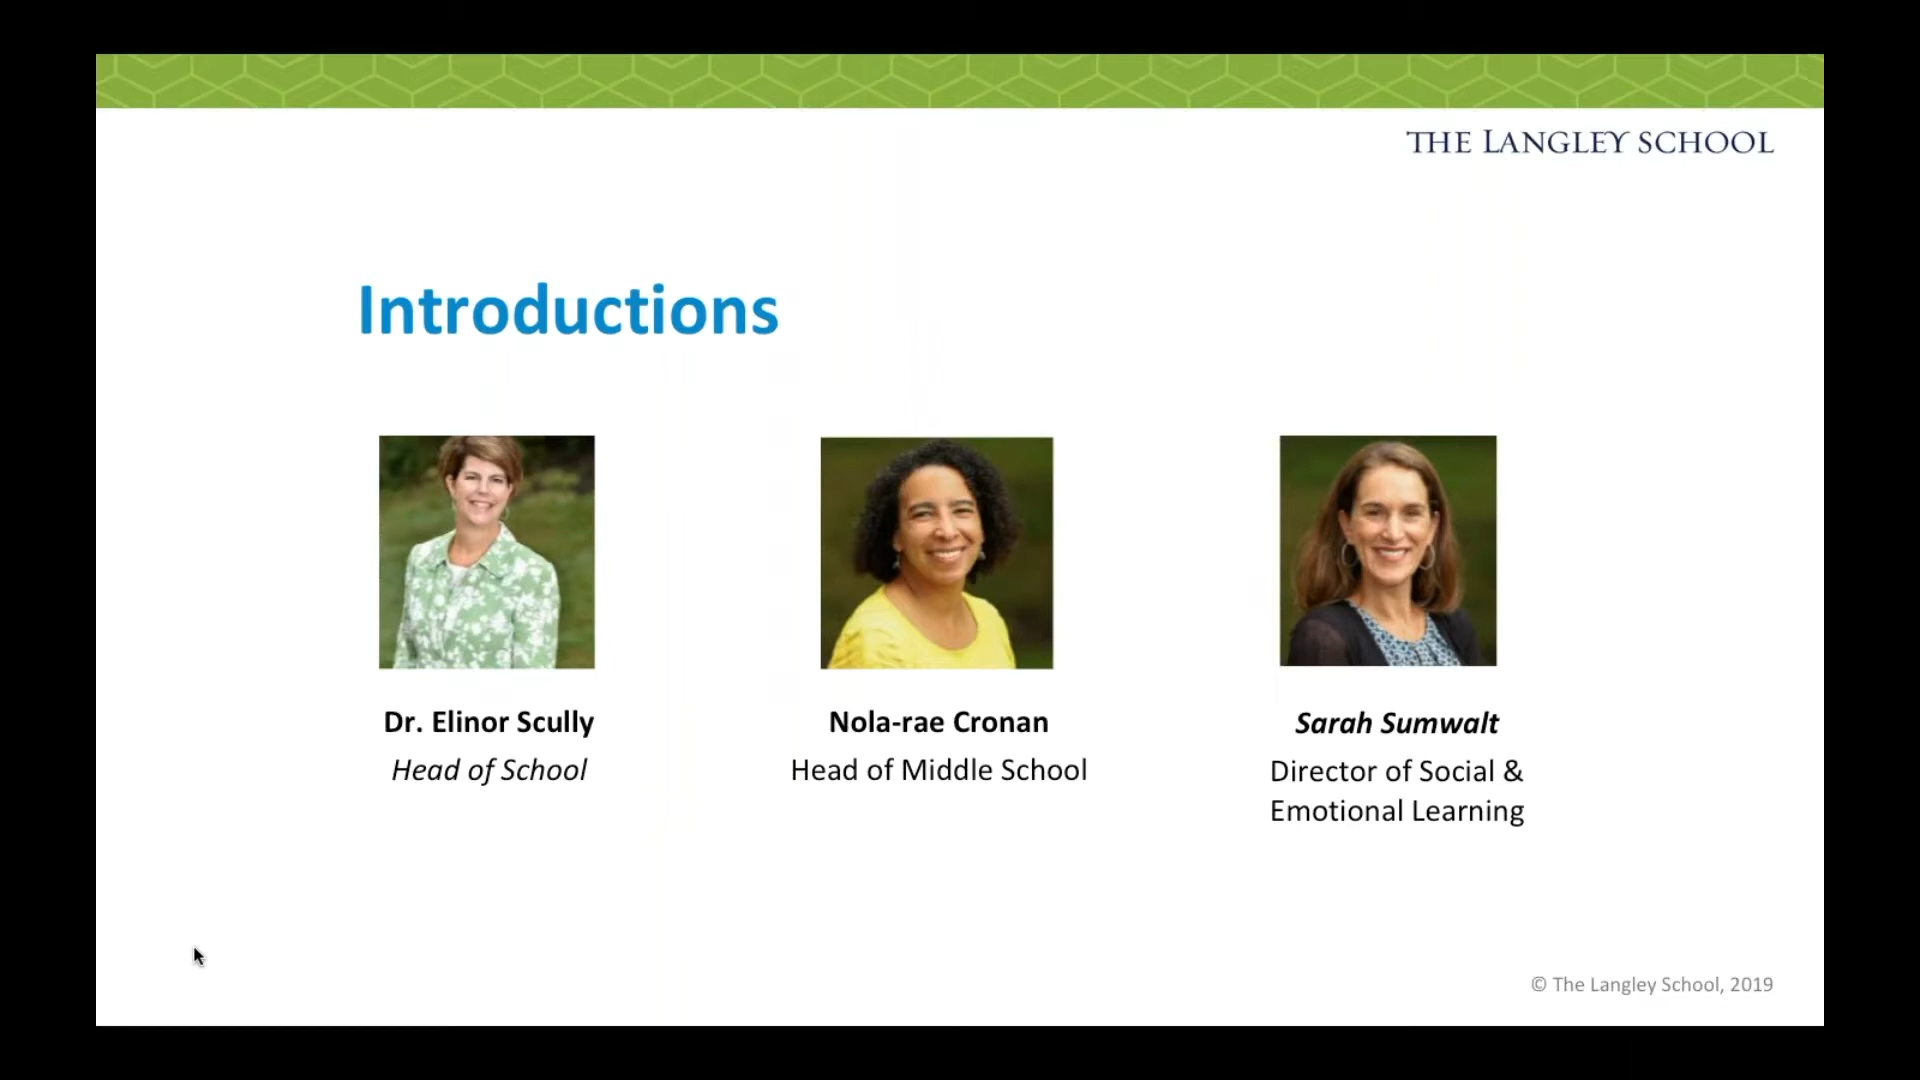 THE LANGLEY SCHOOL
Introductions
Dr. Elinor Scully
Head of School
Nola-rae Cronan
Head of Middle School
Sarah Sumwalt
Director of Social &
Emotional Learning
© The Langley School, 2019